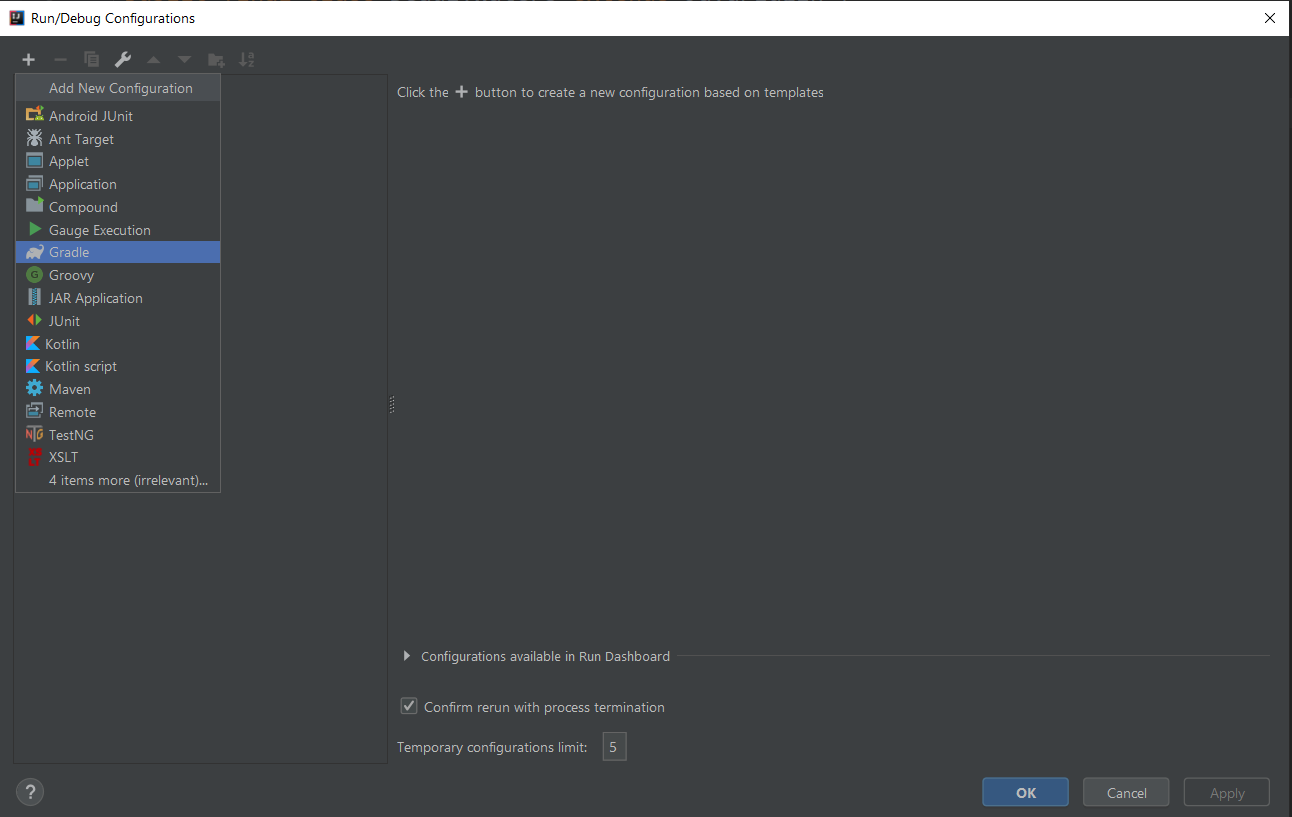 Run/Debug Configurations
Add New Configuration
Click the + button to create a new configuration based on templates
Android JUnit
Ant Target
Applet
Application
Compound
Gauge Execution
Gradle
Groovy
JAR Application
JUnit
Kotlin
Kotlin script
Maven
Remote
TestNG
XSLT
4 items more (irrelevant)...
Configurations available in Run Dashboard
Confirm rerun with process termination
Temporary configurations limit: 5
? OK Cancel Apply